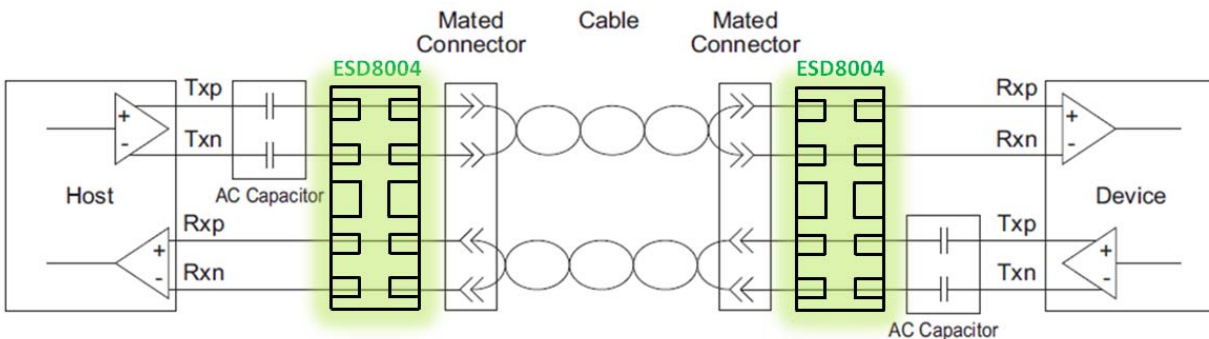 Mated Connector
Cable
Mated Connector
ESD8004
ESD8004
Txp
Rxp
+
-
+
-
Txn
Rxn
Host
AC Capacitor
Device
Rxp
Txp
+
-
+
-
Rxn
Txn
AC Capacitor